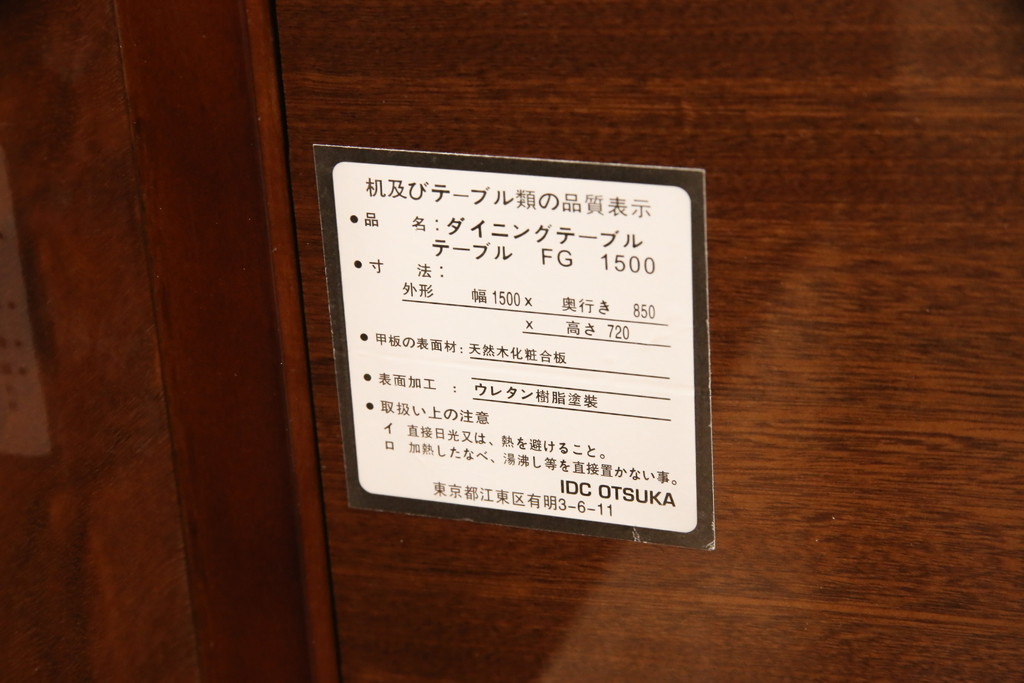 机及びテーブル類の品質表示
●品 名：ダイニングテーブル
テーブル FG 1500
●寸 法：
外形 幅1500x 奥行き 850
x 高さ 720
●甲板の表面材：天然木化粧合板
●表面加工 ：ウレタン樹脂塗装
●取扱い上の注意
イ 直接日光又は、熱を避けること。
ロ 加熱したなべ、湯沸し等を直接置かない事。
IDC OTSUKA
東京都江東区有明3-6-11